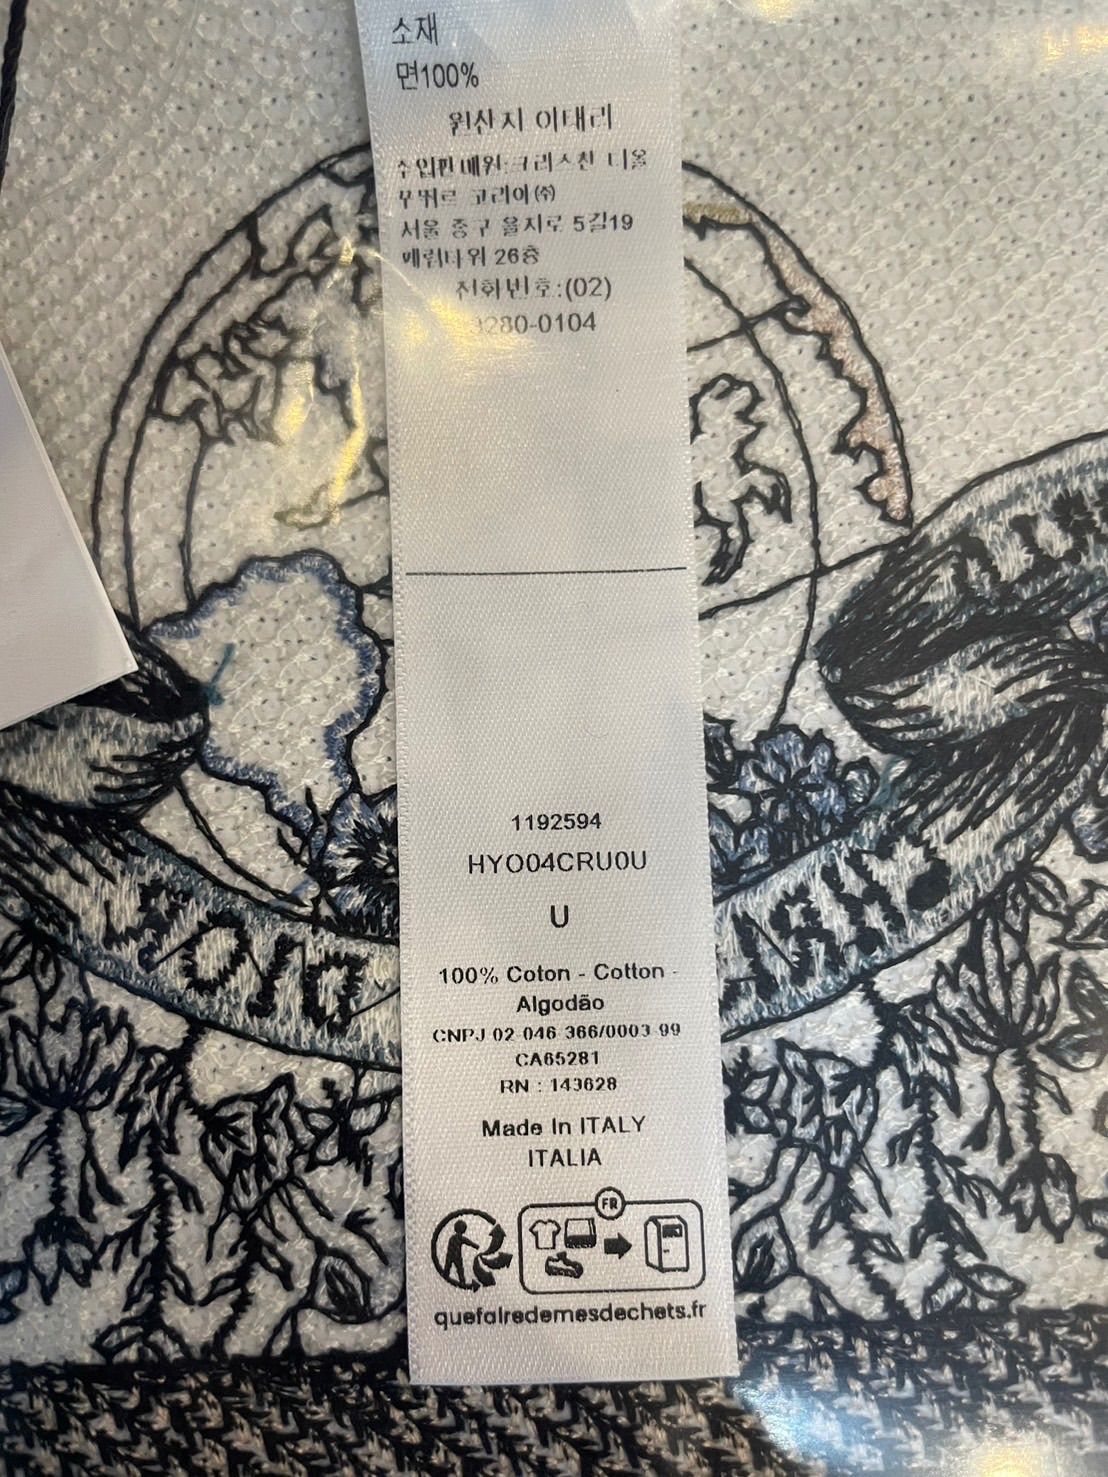 소재
면100%
원산지 이태리
수입판매원:크리스챤 디올
꾸뛰르 코리아㈜
서울 중구 을지로 5길19
페럼타워 26층
전화번호:(02)
3280-0104
1192594
HYO04CRU0U
U
100% Coton - Cotton -
Algodão
CNPJ 02 046 366/0003 99
CA65281
RN : 143628
Made In ITALY
ITALIA
FR
quefairedemesdechets.fr